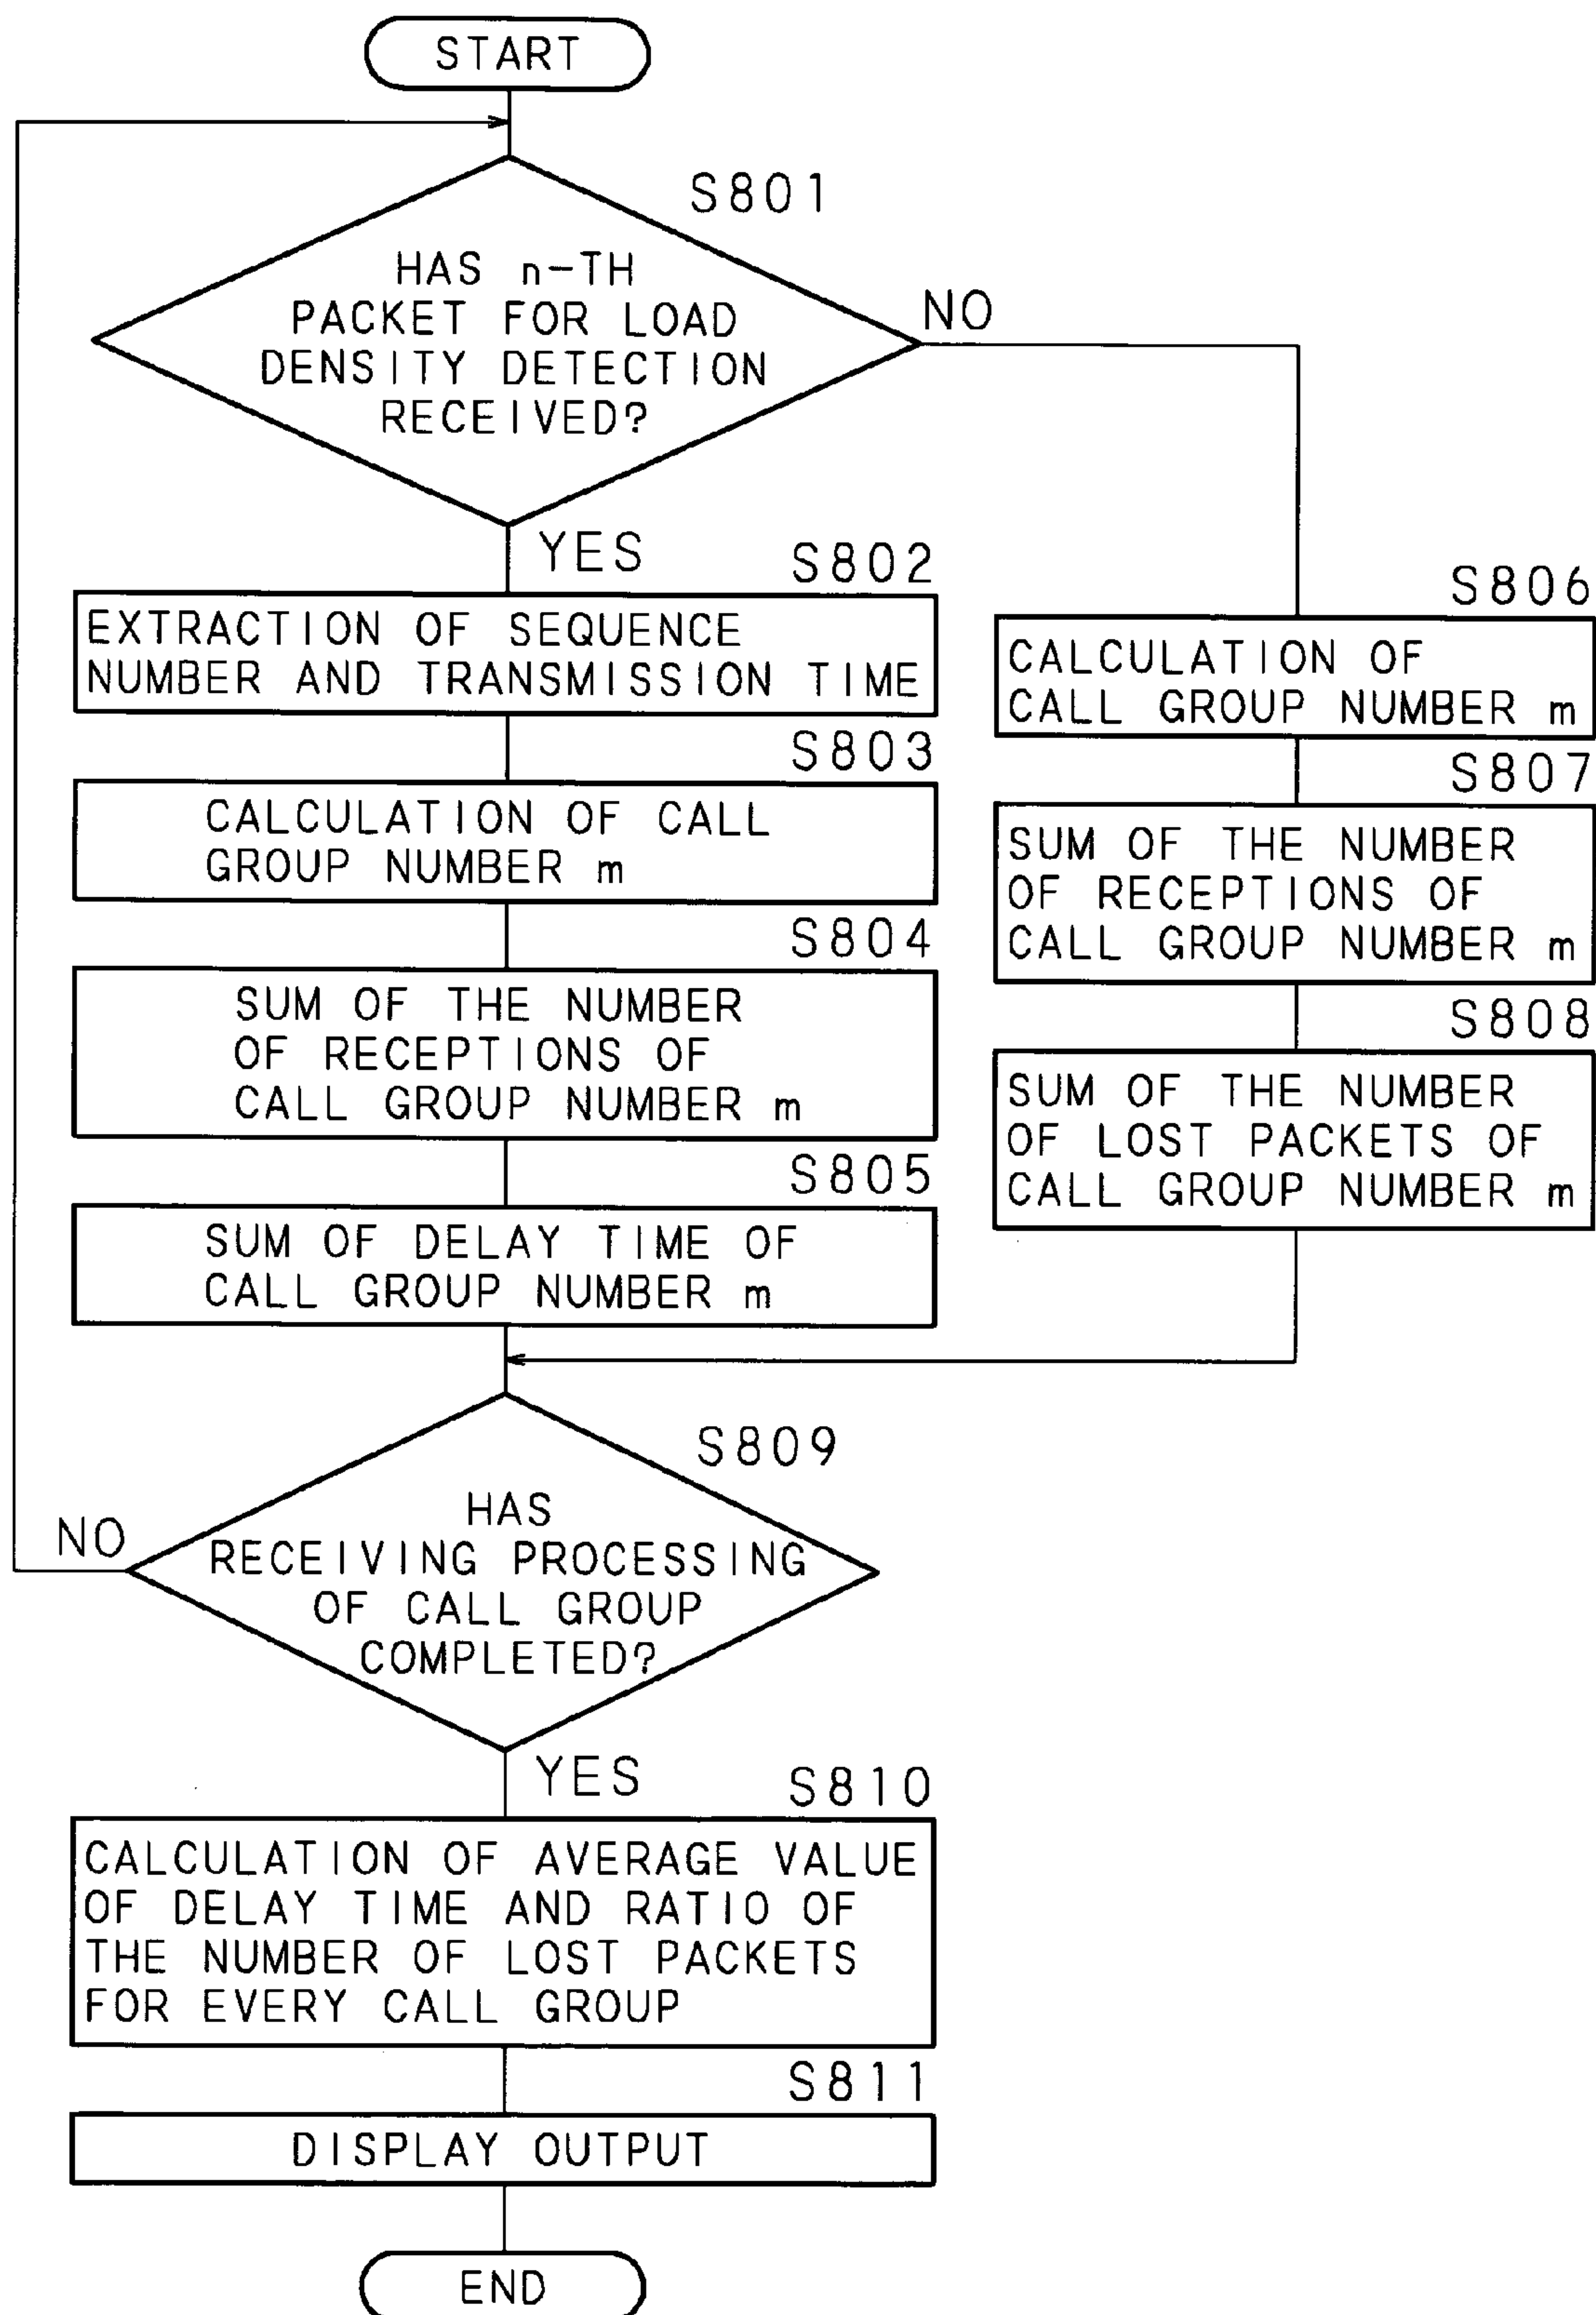 START
S801
HAS n-TH
PACKET FOR LOAD
DENSITY DETECTION
RECEIVED?
NO
YES
S802
EXTRACTION OF SEQUENCE
NUMBER AND TRANSMISSION TIME
S803
CALCULATION OF CALL
GROUP NUMBER m
S804
SUM OF THE NUMBER
OF RECEPTIONS OF
CALL GROUP NUMBER m
S805
SUM OF DELAY TIME OF
CALL GROUP NUMBER m
S806
CALCULATION OF
CALL GROUP NUMBER m
S807
SUM OF THE NUMBER
OF RECEPTIONS OF
CALL GROUP NUMBER m
S808
SUM OF THE NUMBER
OF LOST PACKETS OF
CALL GROUP NUMBER m
S809
HAS
RECEIVING PROCESSING
OF CALL GROUP
COMPLETED?
NO
YES
S810
CALCULATION OF AVERAGE VALUE
OF DELAY TIME AND RATIO OF
THE NUMBER OF LOST PACKETS
FOR EVERY CALL GROUP
S811
DISPLAY OUTPUT
END